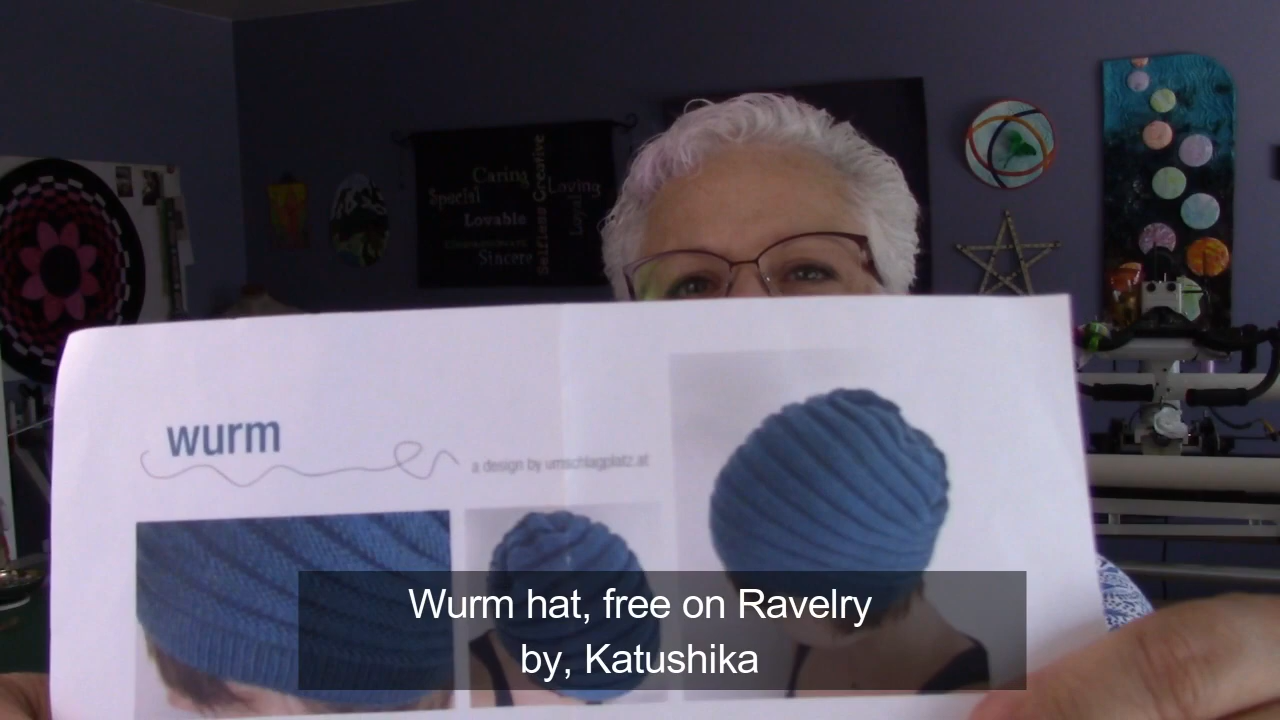 Caring
Creative
Special
Loving
Lovable
Loyal
Selfless
Sincere
wurm
a design by umschlagplatz.at
Wurm hat, free on Ravelry
by, Katushika